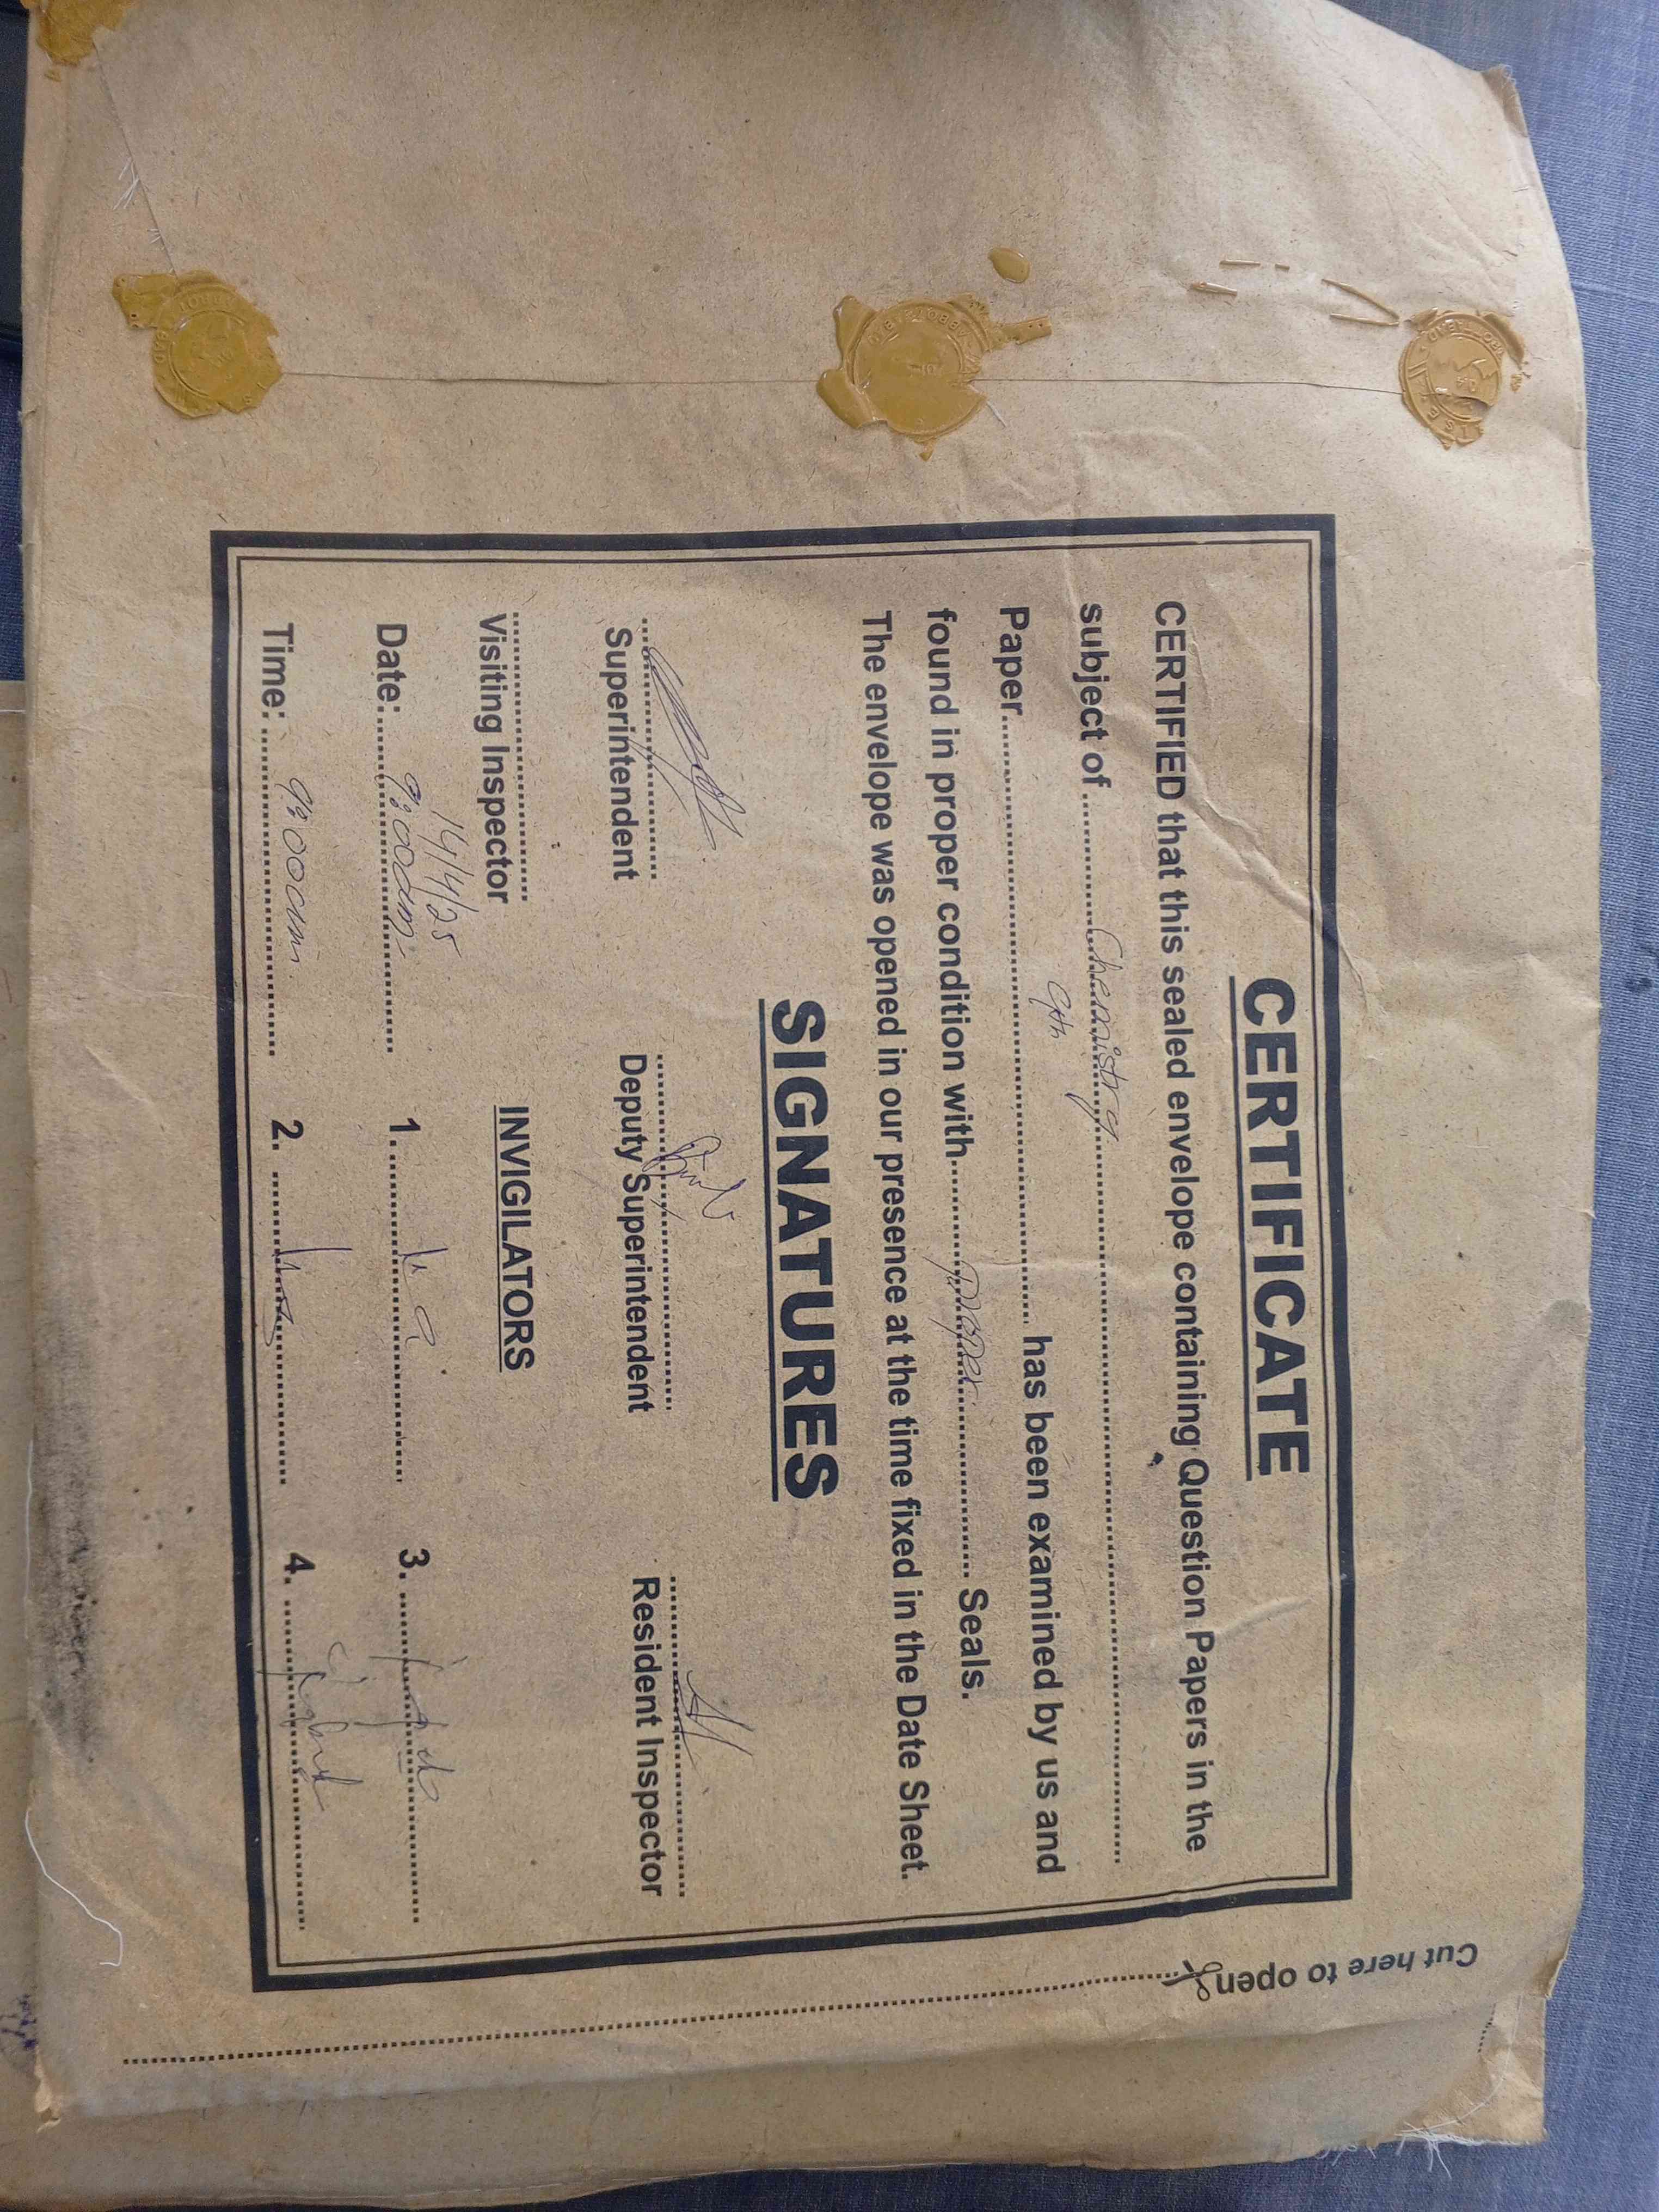 CERTIFICATE
CERTIFIED that this sealed envelope containing Question Papers in the
subject of ........ Chemistry ........
Paper ........ 9th ........ has been examined by us and
found in proper condition with ........ Proper ........ Seals.
The envelope was opened in our presence at the time fixed in the Date Sheet.
SIGNATURES
Superintendent Deputy Superintendent Resident Inspector
Visiting Inspector INVIGILATORS
14/4/25
Date: 9:00am 1. 3.
Time: 9:00am. 2. 4.
Cut here to open